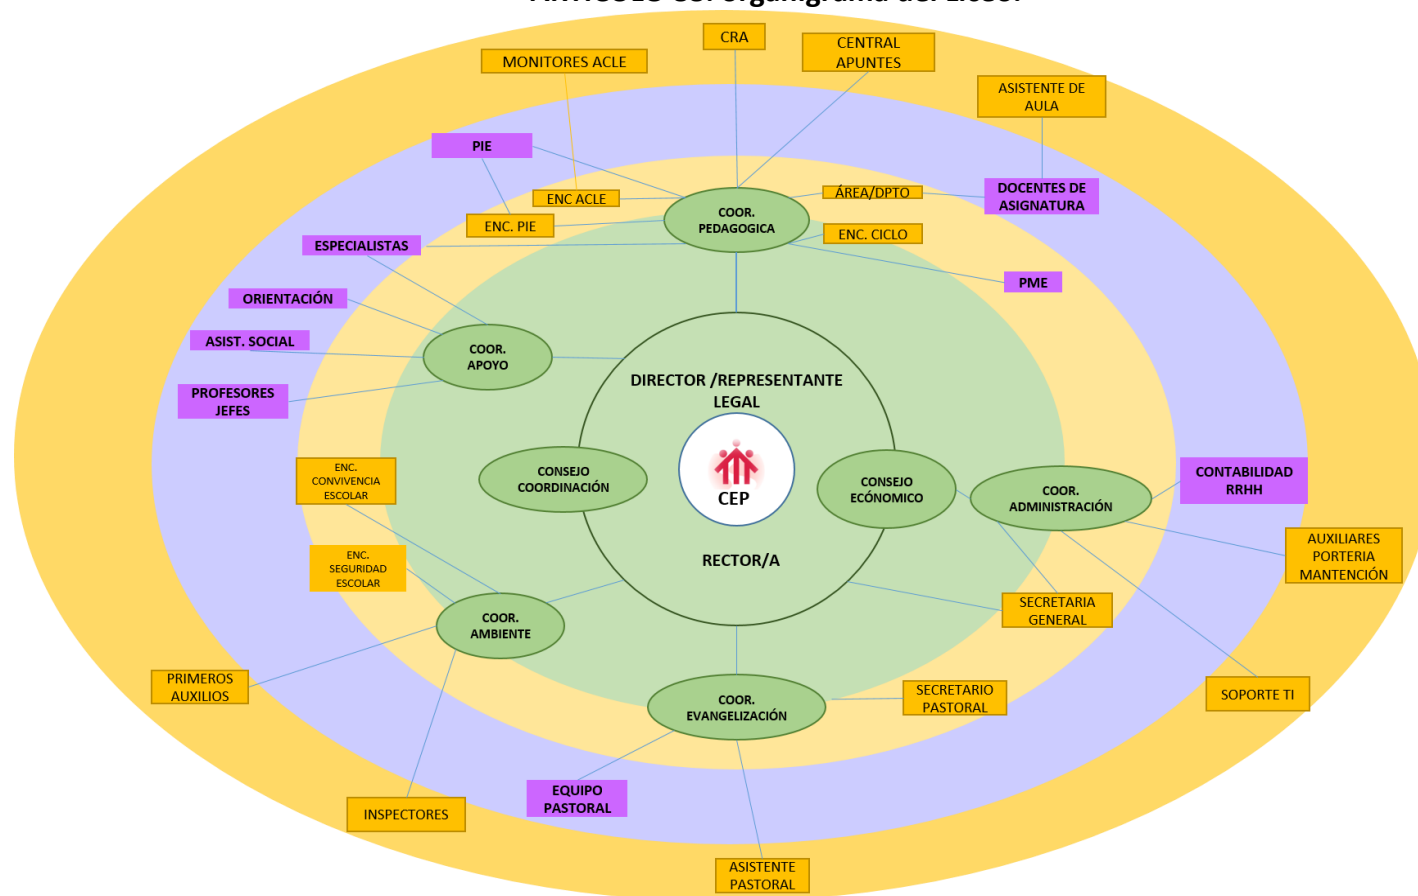 CRA
CENTRAL
APUNTES
MONITORES ACLE
ASISTENTE DE
AULA
PIE
ENC ACLE
ÁREA/DPTO
DOCENTES DE
ASIGNATURA
COOR.
PEDAGOGICA
ENC. PIE
ENC. CICLO
ESPECIALISTAS
PME
ORIENTACIÓN
ASIST. SOCIAL
COOR.
APOYO
PROFESORES
JEFES
DIRECTOR /REPRESENTANTE
LEGAL
CEP
CONSEJO
COORDINACIÓN
CONSEJO
ECÓNOMICO
COOR.
ADMINISTRACIÓN
CONTABILIDAD
RRHH
ENC.
CONVIVENCIA
ESCOLAR
ENC.
SEGURIDAD
ESCOLAR
AUXILIARES
PORTERIA
MANTENCIÓN
RECTOR/A
COOR.
AMBIENTE
SECRETARIA
GENERAL
PRIMEROS
AUXILIOS
COOR.
EVANGELIZACIÓN
SECRETARIO
PASTORAL
SOPORTE TI
EQUIPO
PASTORAL
INSPECTORES
ASISTENTE
PASTORAL